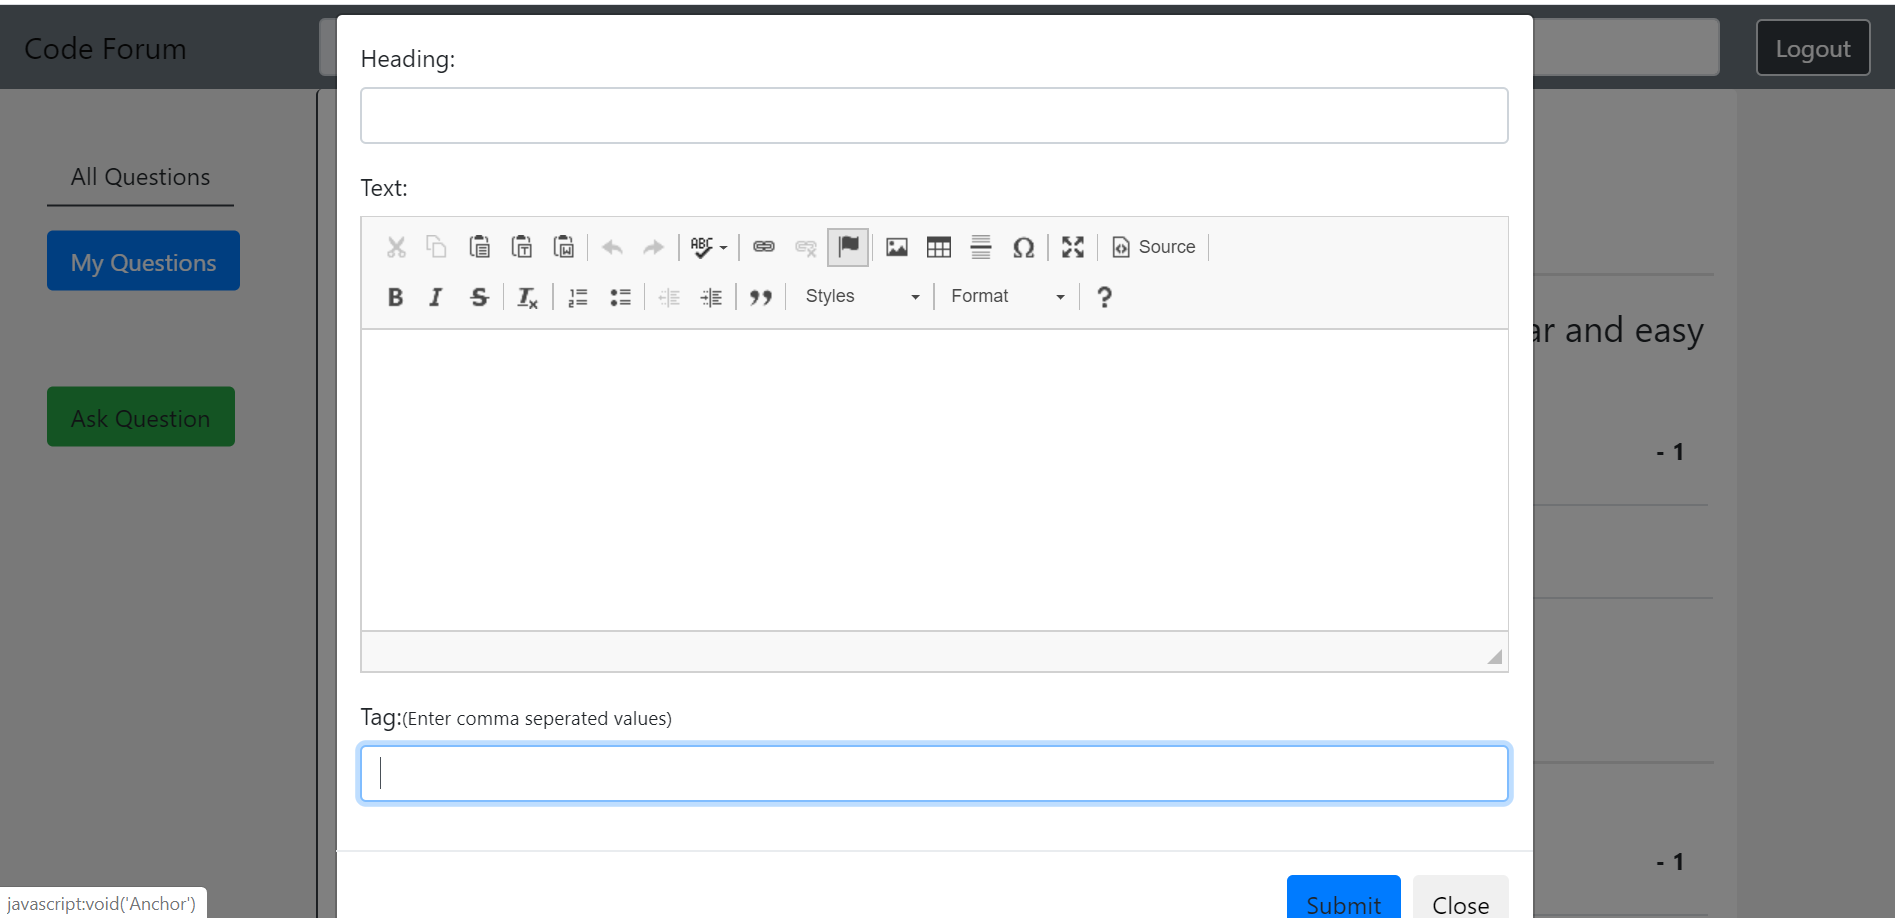 Code Forum
Logout
Heading:
All Questions
My Questions
Ask Question
Text:
ABC
Source
Styles
Format
ar and easy
- 1
Tag:(Enter comma seperated values)
- 1
Submit
Close
javascript:void('Anchor')